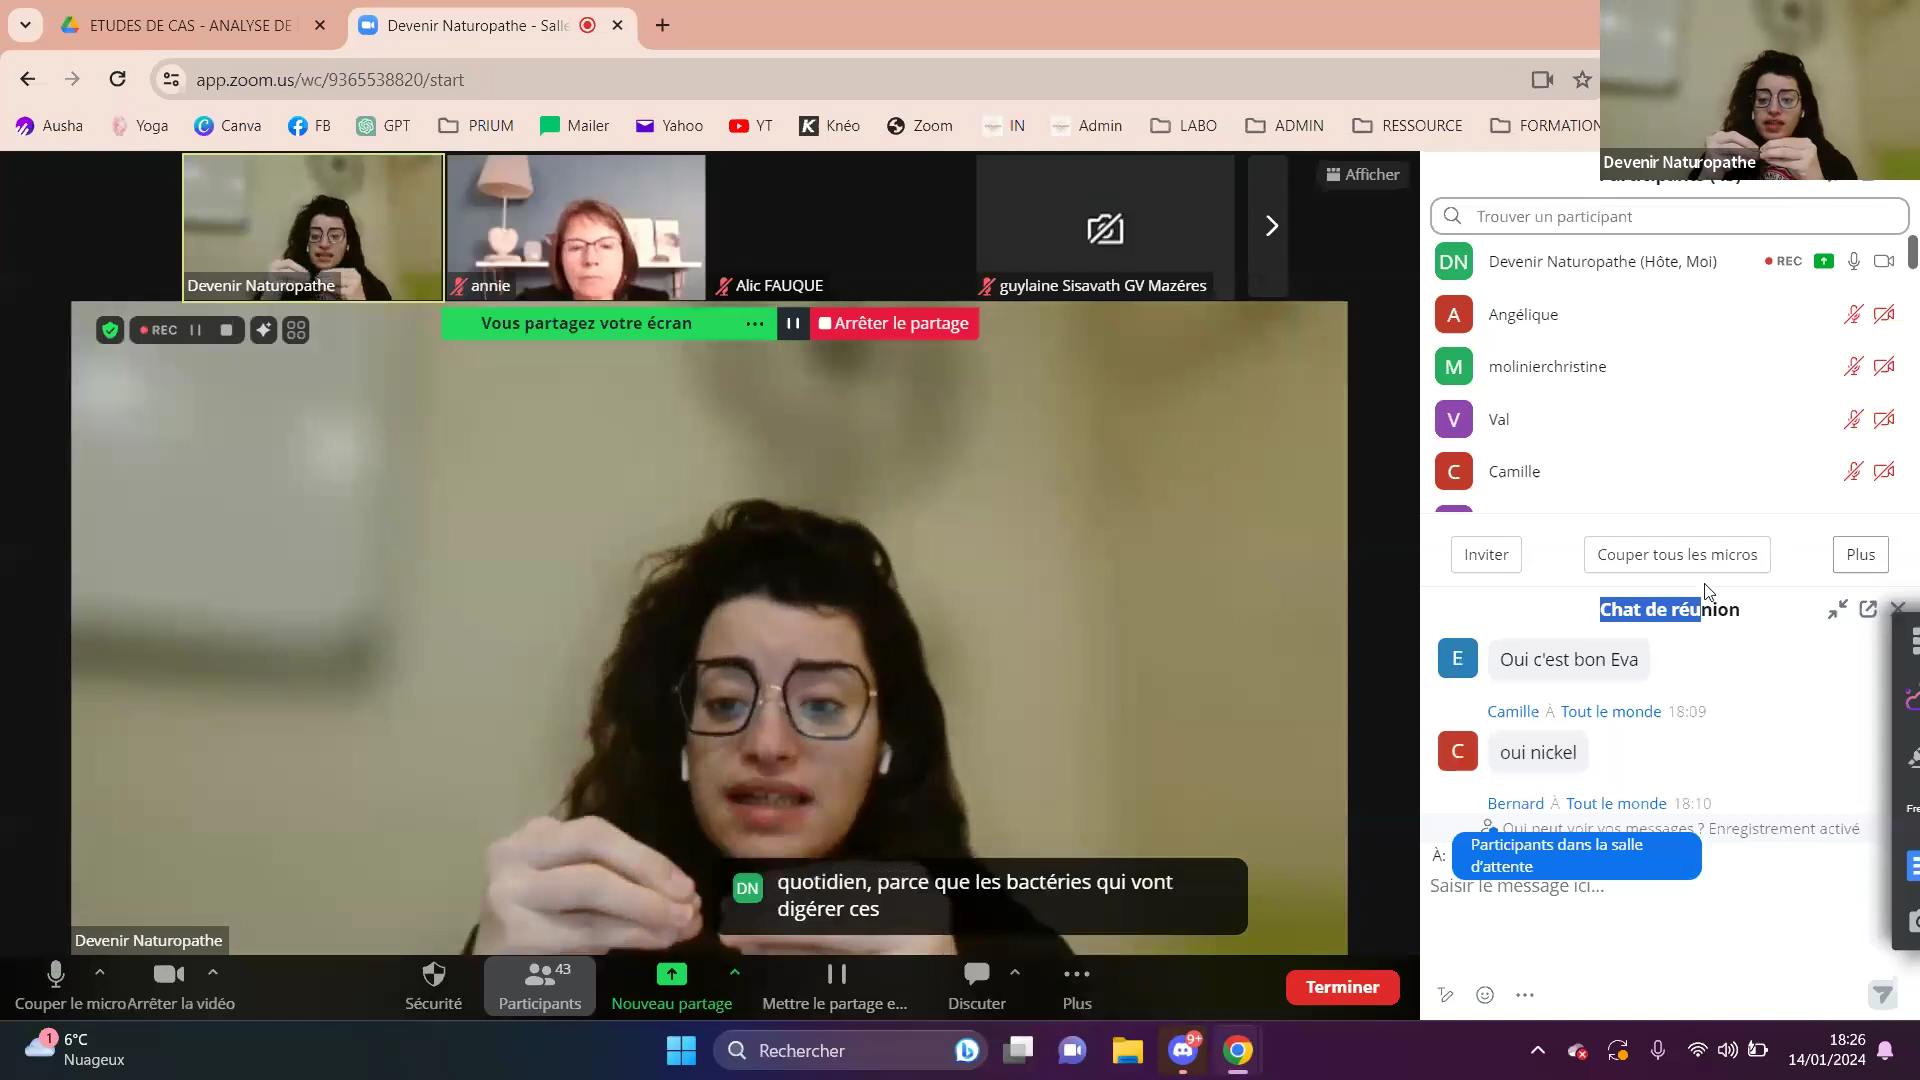 ETUDES DE CAS - ANALYSE DE
Devenir Naturopathe - Salle
app.zoom.us/wc/9365538820/start
Ausha
Yoga
Canva
FB
GPT
PRIUM
Mailer
Yahoo
YT
Knéo
Zoom
IN
Admin
LABO
ADMIN
RESSOURCE
FORMATION
Devenir Naturopathe
Devenir Naturopathe
annie
Alic FAUQUE
guylaine Sisavath GV Mazéres
Afficher
REC
Vous partagez votre écran
Arrêter le partage
Trouver un participant
DN
Devenir Naturopathe (Hôte, Moi)
REC
A
Angélique
M
molinierchristine
V
Val
C
Camille
Inviter
Couper tous les micros
Plus
Chat de réunion
E
Oui c'est bon Eva
Camille À Tout le monde 18:09
C
oui nickel
Bernard À Tout le monde 18:10
Qui peut voir vos messages ? Enregistrement activé
À:
Participants dans la salle
d'attente
Saisir le message ici...
DN
quotidien, parce que les bactéries qui vont
digérer ces
Devenir Naturopathe
Couper le micro
Arrêter la vidéo
Sécurité
43
Participants
Nouveau partage
Mettre le partage e...
Discuter
Plus
Terminer
1
6°C
Nuageux
Rechercher
9+
18:26
14/01/2024